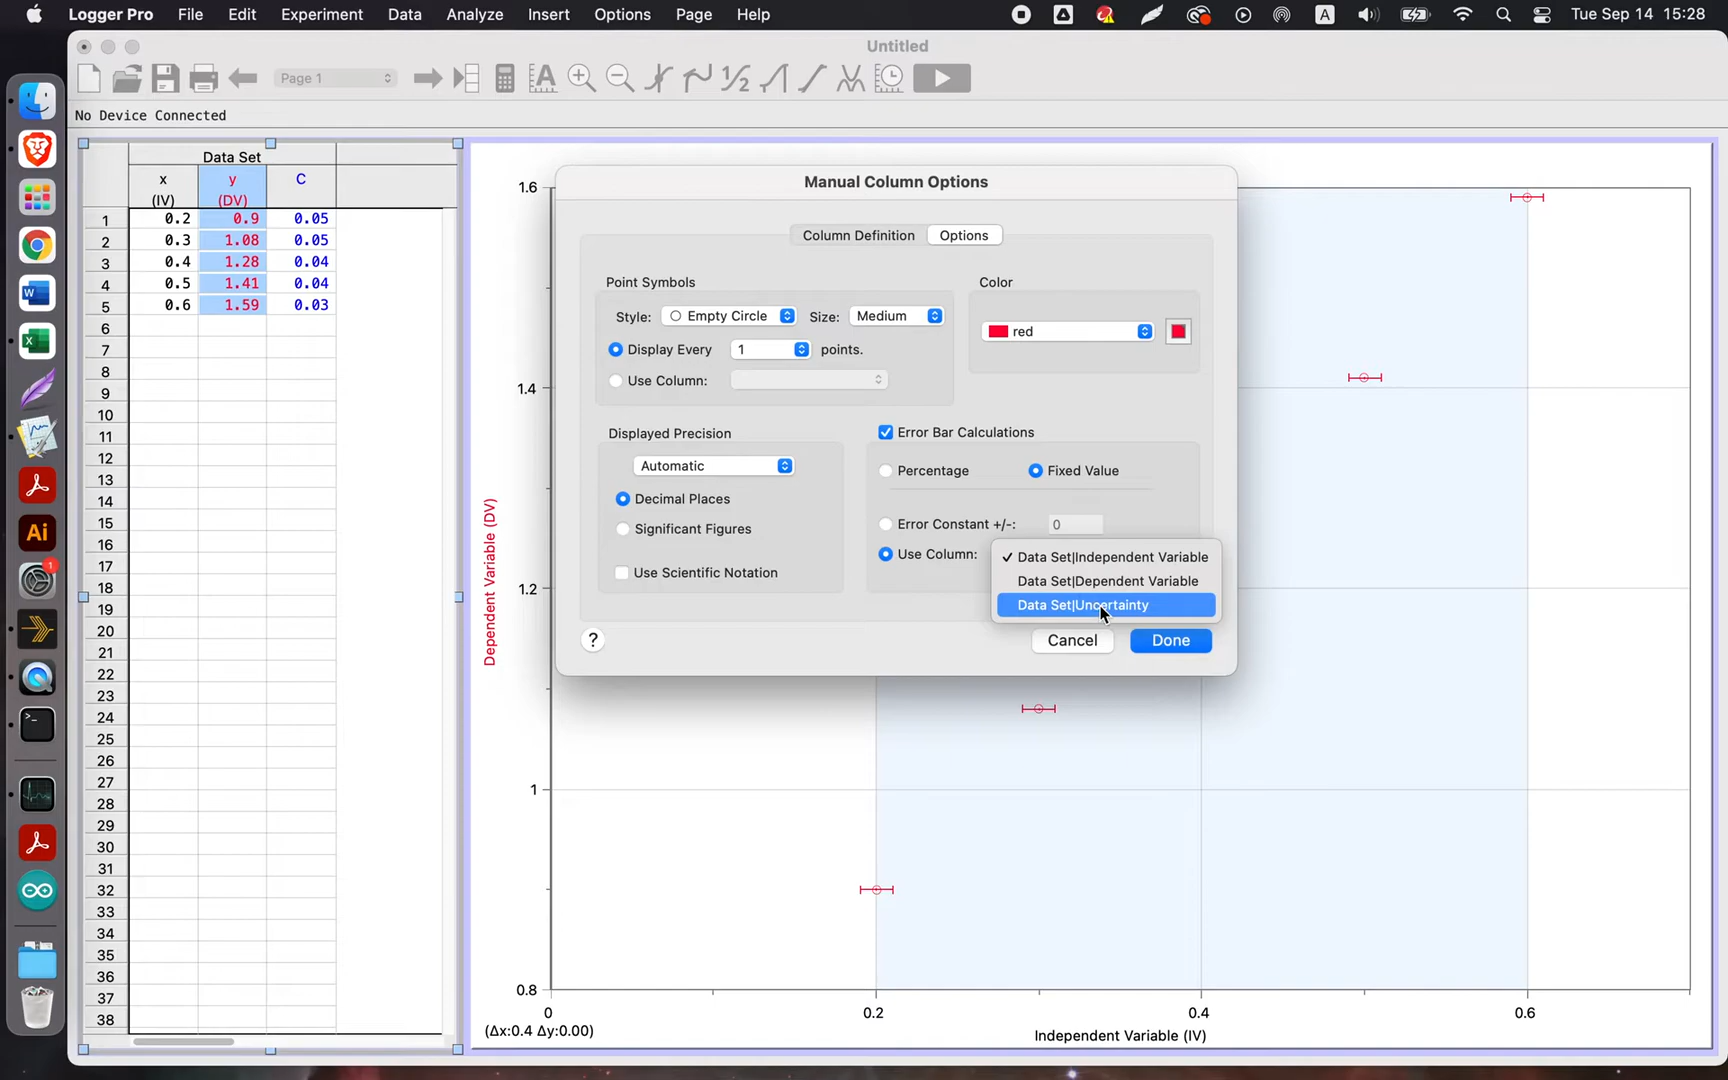 Logger Pro File Edit Experiment Data Analyze Insert Options Page Help A Tue Sep 14 15:28
Untitled
Page 1
No Device Connected
Data Set
x y C
(IV) (DV)
1 0.2 0.9 0.05
2 0.3 1.08 0.05
3 0.4 1.28 0.04
4 0.5 1.41 0.04
5 0.6 1.59 0.03
6
7
8
9
10
11
12
13
14
15
16
17
18
19
20
21
22
23
24
25
26
27
28
29
30
31
32
33
34
35
36
37
38
Manual Column Options
Column Definition Options
Point Symbols
Style: Empty Circle Size: Medium
Display Every 1 points.
Use Column:
Color
red
Displayed Precision
Automatic
Decimal Places
Significant Figures
Use Scientific Notation
Error Bar Calculations
Percentage Fixed Value
Error Constant +/-: 0
Use Column:
✓ Data Set|Independent Variable
Data Set|Dependent Variable
Data Set|Uncertainty
? Cancel Done
1.6
1.4
1.2
1
0.8
Dependent Variable (DV)
0 0.2 0.4 0.6
(Δx:0.4 Δy:0.00)
Independent Variable (IV)
W
X
Ai
1